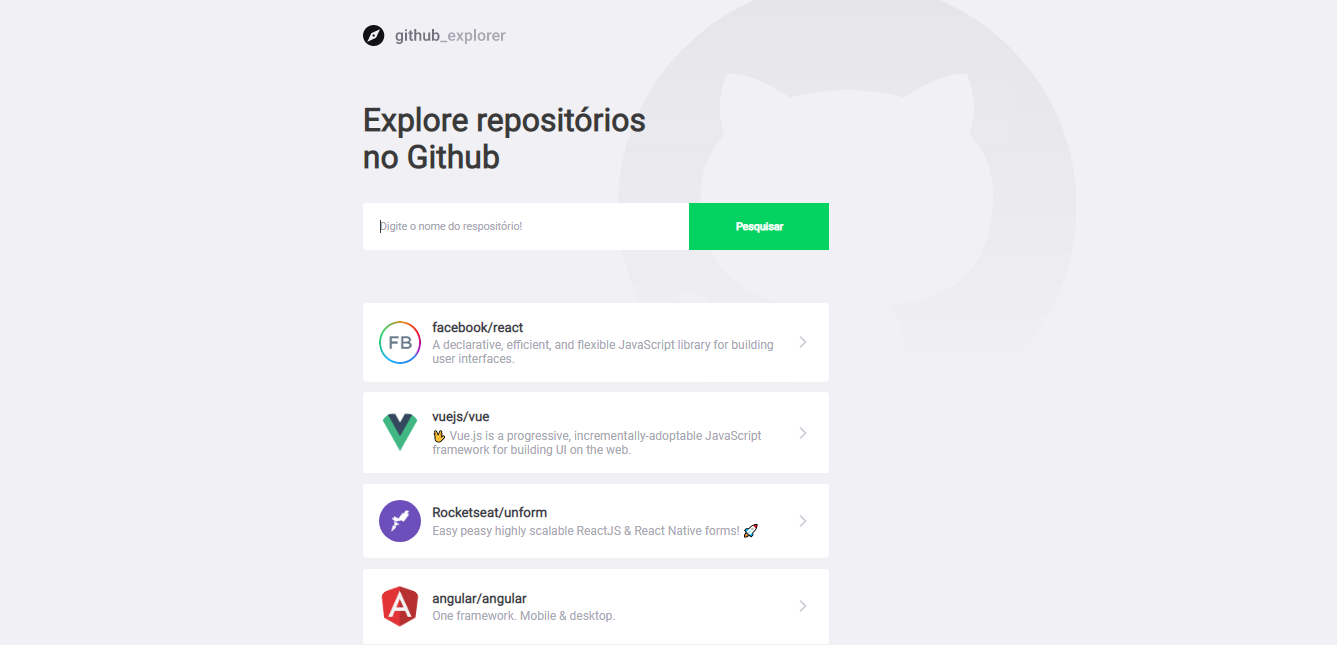 github_explorer
Explore repositórios
no Github
Digite o nome do respositório!
Pesquisar
FB
facebook/react
A declarative, efficient, and flexible JavaScript library for building
user interfaces.
vuejs/vue
🖖 Vue.js is a progressive, incrementally-adoptable JavaScript
framework for building UI on the web.
Rocketseat/unform
Easy peasy highly scalable ReactJS & React Native forms! 🚀
A
angular/angular
One framework. Mobile & desktop.